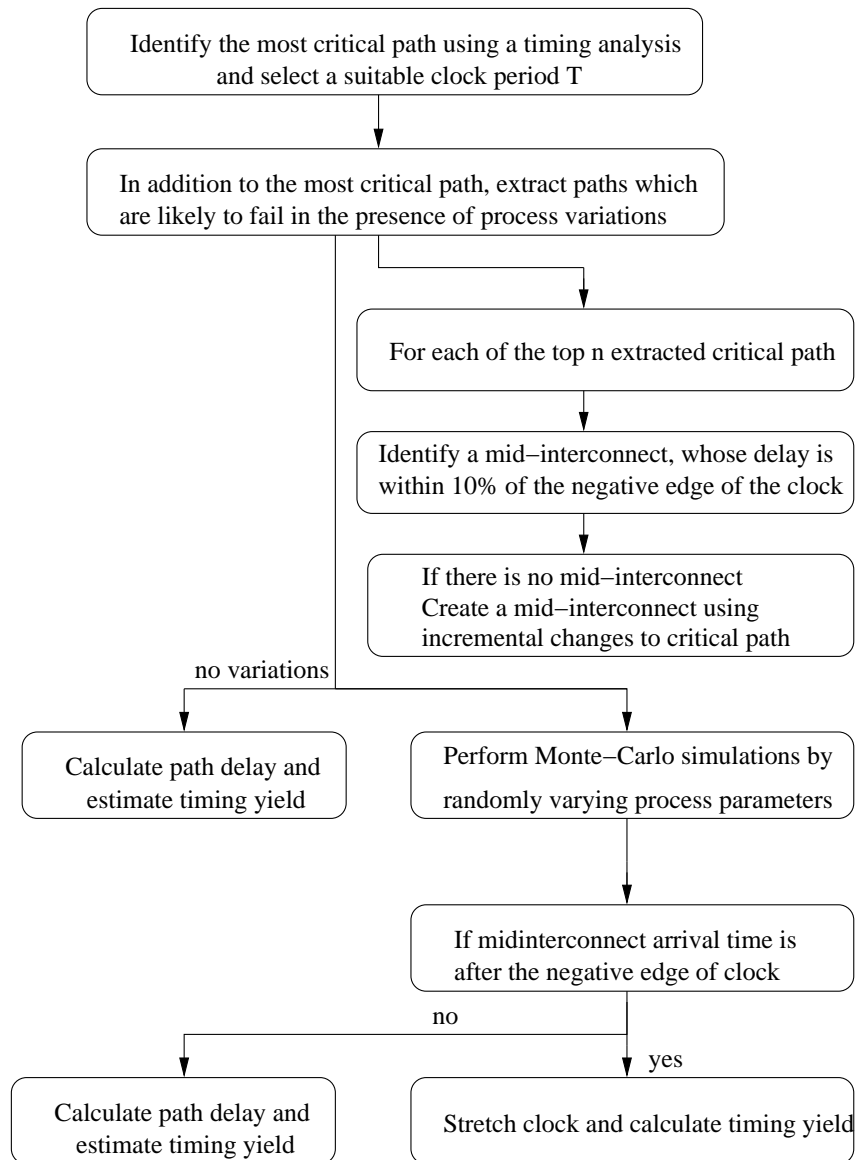 Identify the most critical path using a timing analysis
and select a suitable clock period T
In addition to the most critical path, extract paths which
are likely to fail in the presence of process variations
For each of the top n extracted critical path
Identify a mid−interconnect, whose delay is
within 10% of the negative edge of the clock
If there is no mid−interconnect
Create a mid−interconnect using
incremental changes to critical path
no variations
Calculate path delay and
estimate timing yield
Perform Monte−Carlo simulations by
randomly varying process parameters
If midinterconnect arrival time is
after the negative edge of clock
no
yes
Calculate path delay and
estimate timing yield
Stretch clock and calculate timing yield